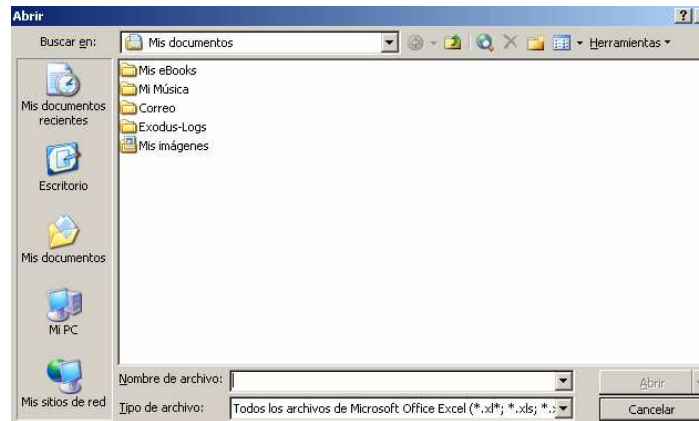 Abrir
Buscar en:
Mis documentos
Herramientas
Mis documentos
recientes
Escritorio
Mis documentos
Mi PC
Mis sitios de red
Mis eBooks
Mi Música
Correo
Exodus-Logs
Mis imágenes
Nombre de archivo:
Abrir
Tipo de archivo:
Todos los archivos de Microsoft Office Excel (*.xl*; *.xls; *.
Cancelar